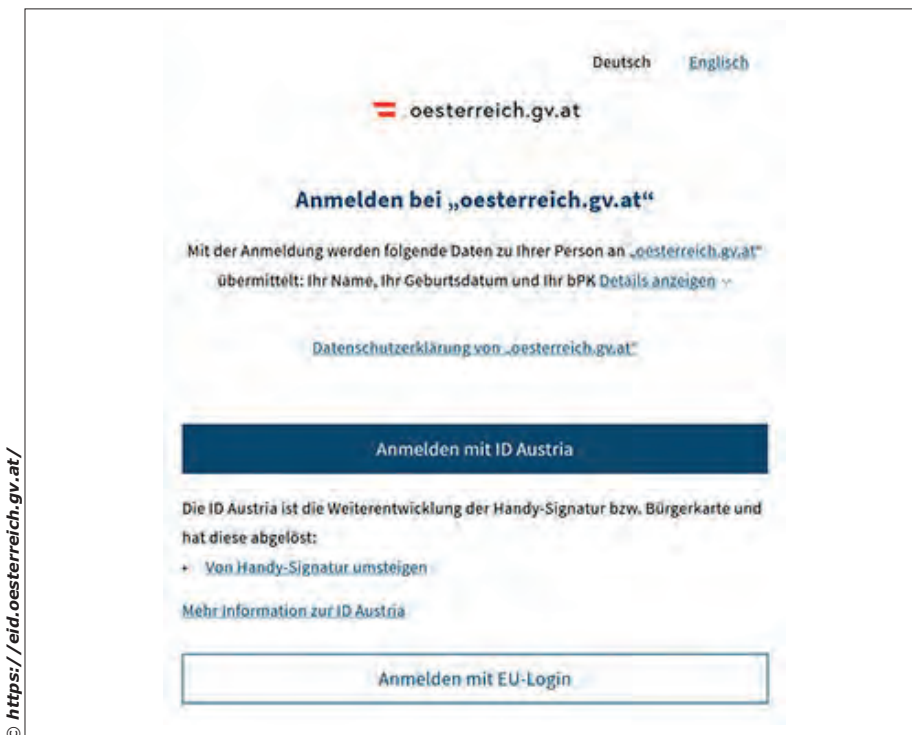 Deutsch Englisch
oesterreich.gv.at
Anmelden bei „oesterreich.gv.at“
Mit der Anmeldung werden folgende Daten zu Ihrer Person an „oesterreich.gv.at“
übermittelt: Ihr Name, Ihr Geburtsdatum und Ihr bPK Details anzeigen
Datenschutzerklärung von „oesterreich.gv.at“
Anmelden mit ID Austria
Die ID Austria ist die Weiterentwicklung der Handy-Signatur bzw. Bürgerkarte und
hat diese abgelöst:
• Von Handy-Signatur umsteigen
Mehr Information zur ID Austria
Anmelden mit EU-Login
© https://eid.oesterreich.gv.at/